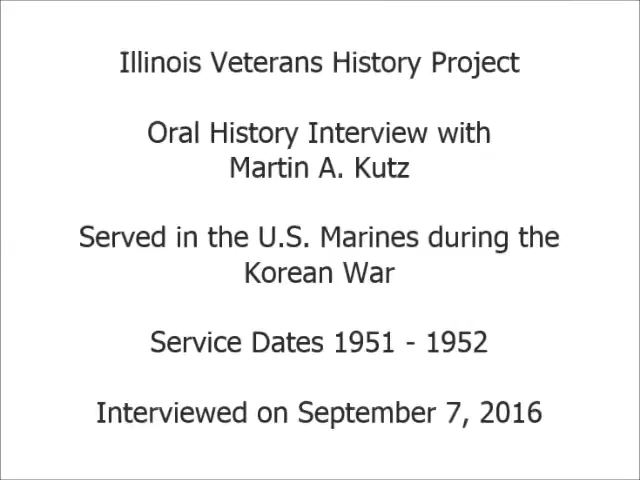 Illinois Veterans History Project
Oral History Interview with
Martin A. Kutz
Served in the U.S. Marines during the
Korean War
Service Dates 1951 - 1952
Interviewed on September 7, 2016